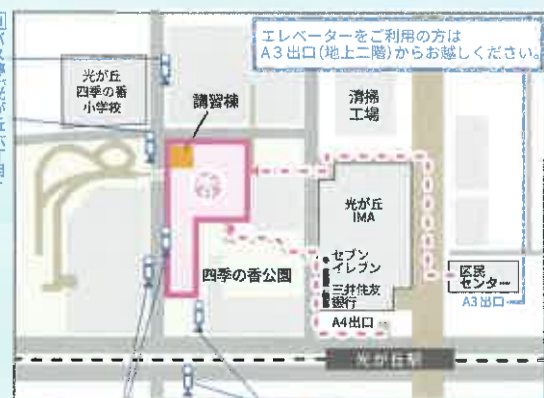 エレベーターをご利用の方は
A3出口(地上二階)からお越しください。
光が丘
四季の香
小学校
講習棟
清掃
工場
光が丘
IMA
セブン
イレブン
三井住友
銀行
四季の香公園
区民
センター
A3出口
A4出口
光が丘駅